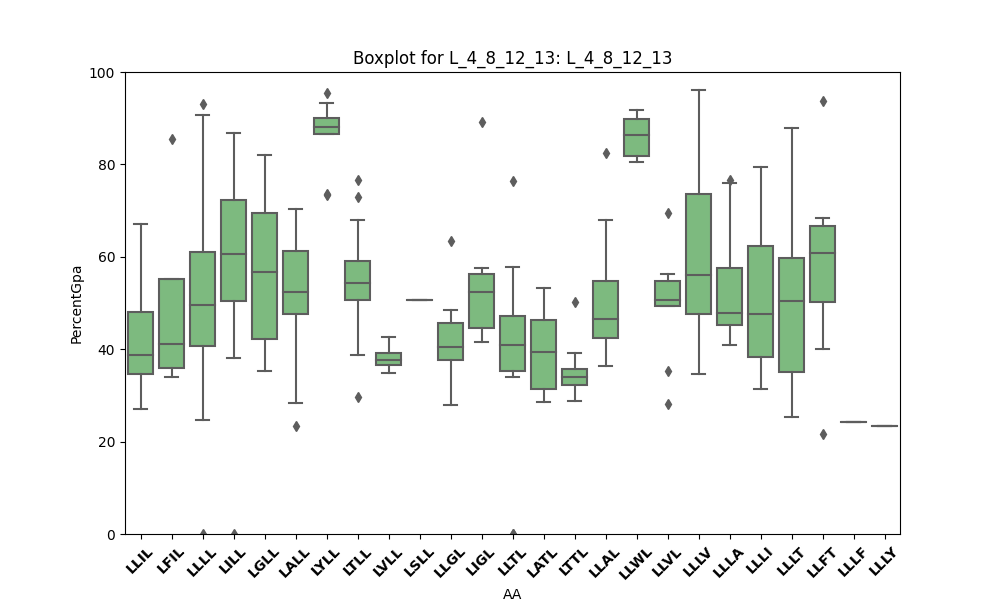 Boxplot for L_4_8_12_13: L_4_8_12_13
100
80
60
40
20
0
PercentGpa
LLIL LFIL LLLL LILL LGLL LALL LYLL LTLL LVLL LSLL LLGL LIGL LLTL LATL LTTL LLAL LLWL LLVL LLLV LLLA LLLI LLLT LLFT LLLF LLLY
AA